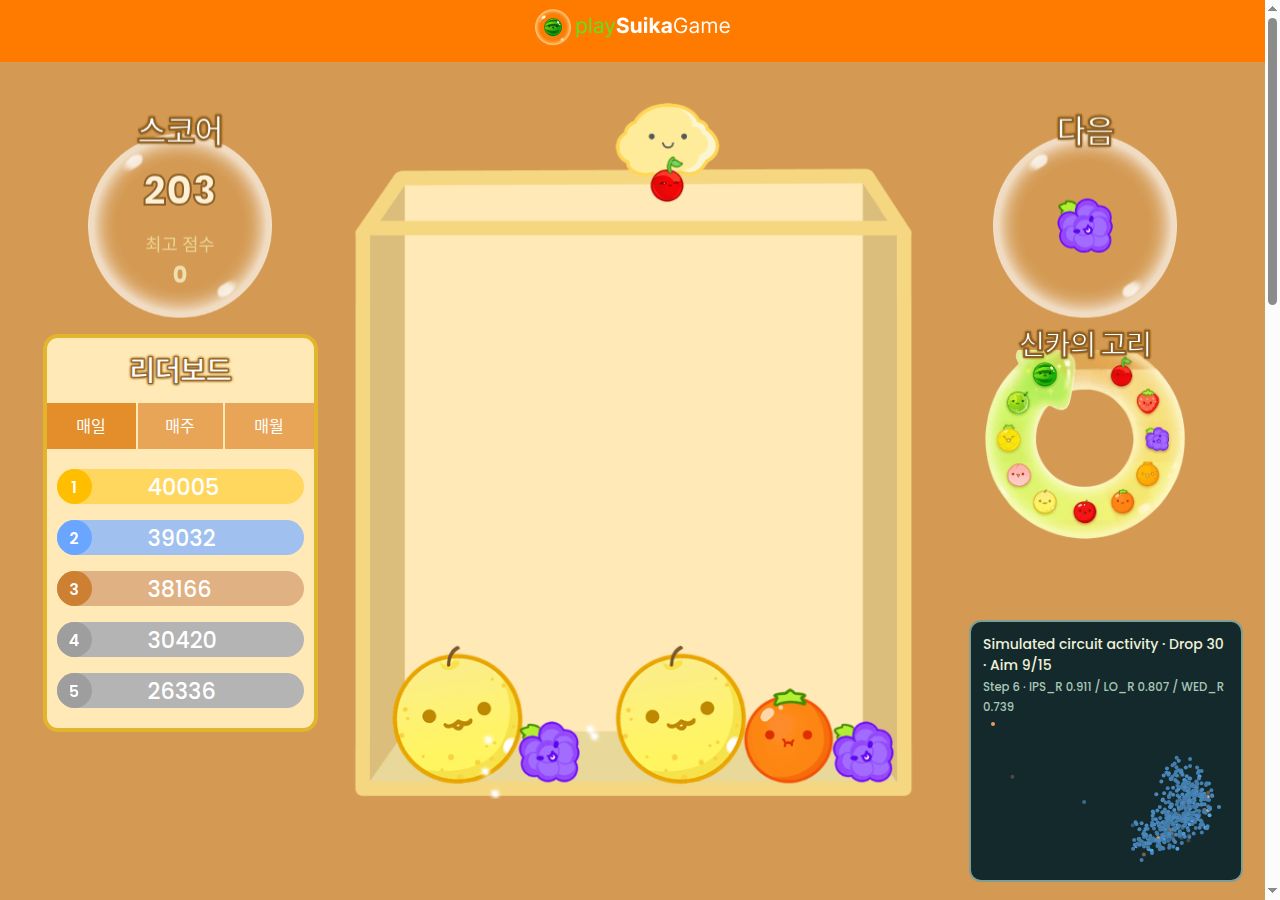 playSuikaGame
스코어
203
최고 점수
0
다음
신카의 고리
리더보드
매일 매주 매월
1 40005
2 39032
3 38166
4 30420
5 26336
Simulated circuit activity · Drop 30
· Aim 9/15
Step 6 · IPS_R 0.911 / LO_R 0.807 / WED_R
0.739